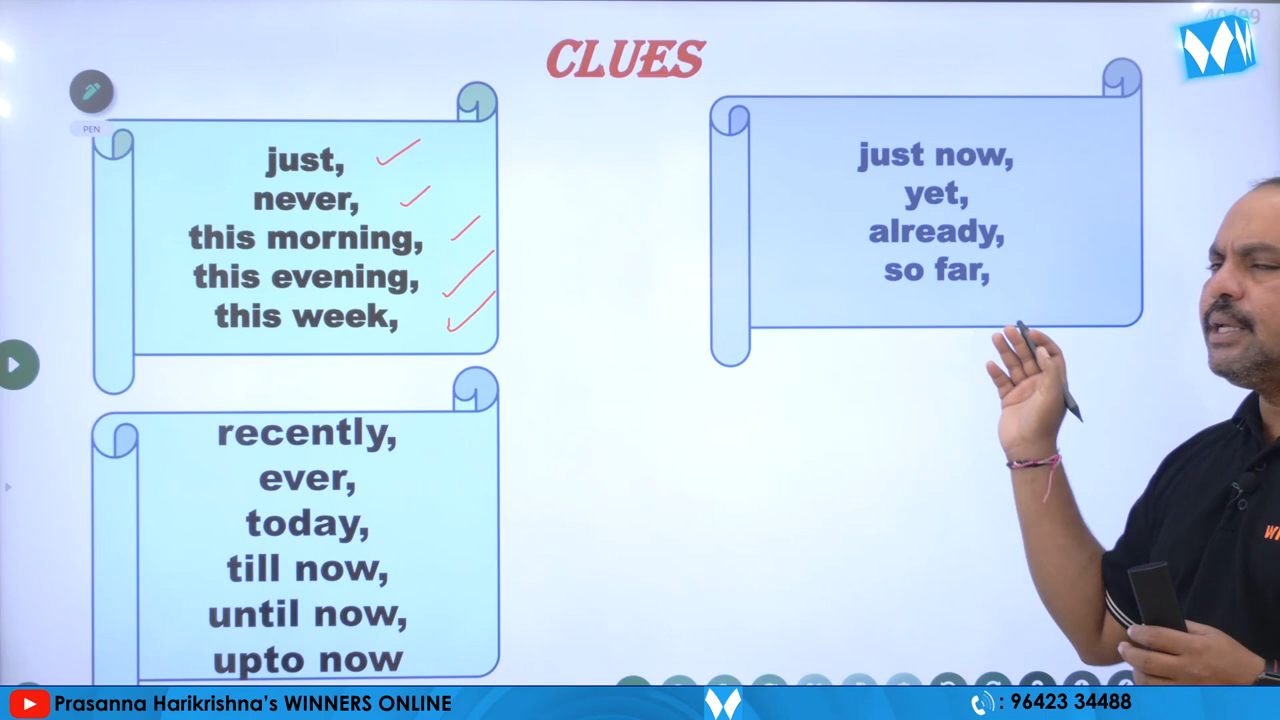 CLUES
PEN
just,
never,
this morning,
this evening,
this week,
recently,
ever,
today,
till now,
until now,
upto now
just now,
yet,
already,
so far,
Prasanna Harikrishna's WINNERS ONLINE
: 96423 34488